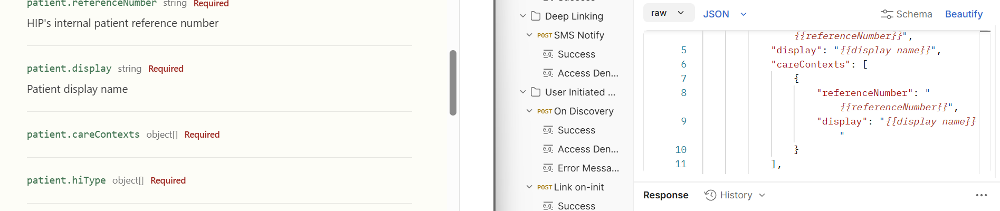 patient.referenceNumber string Required
HIP's internal patient reference number
patient.display string Required
Patient display name
patient.careContexts object[] Required
patient.hiType object[] Required
Success
Deep Linking
POST SMS Notify
e.g. Success
e.g. Access Den...
User Initiated ...
POST On Discovery
e.g. Success
e.g. Access Den...
e.g. Error Messa...
POST Link on-init
e.g. Success
raw JSON Schema Beautify
{{referenceNumber}}",
5 "display": "{{display name}}",
6 "careContexts": [
7 {
8 "referenceNumber": "
{{referenceNumber}}",
9 "display": "{{display name}}
"
10 }
11 ],
Response History